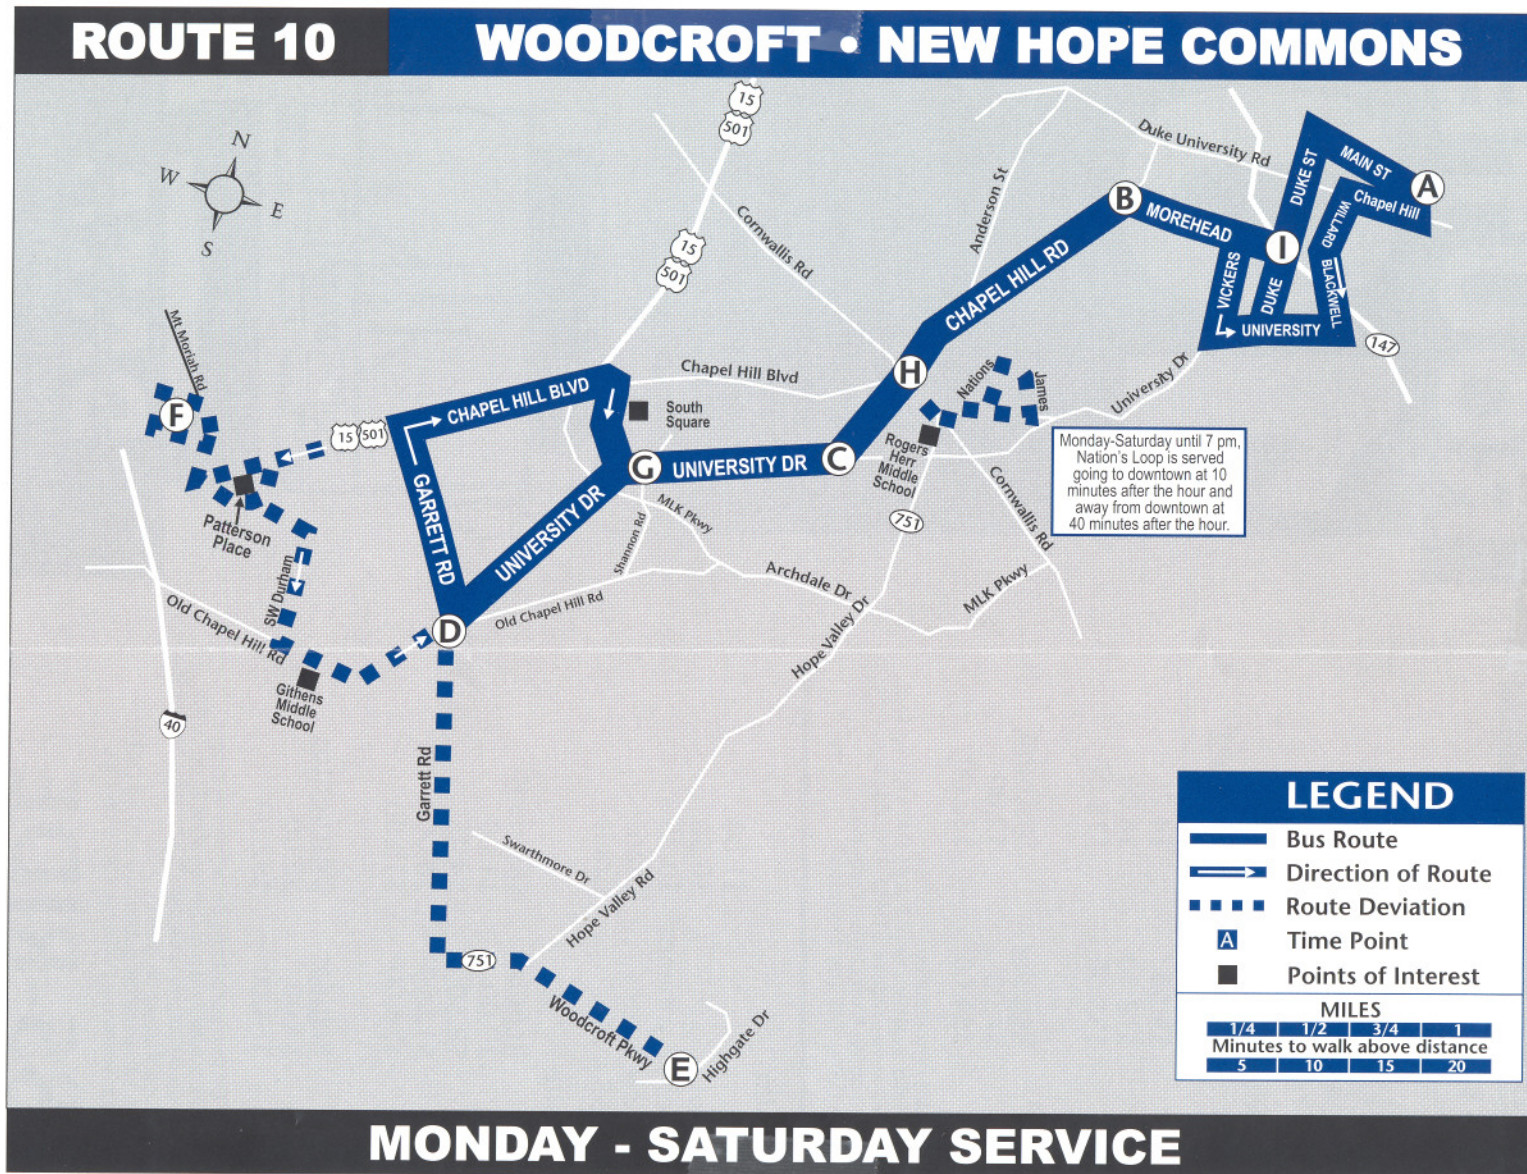 ROUTE 10
WOODCROFT • NEW HOPE COMMONS
15
501
N
W
E
S
Duke University Rd
Anderson St
Cornwallis Rd
15
501
DUKE ST
MAIN ST
A
Chapel Hill
WILLARD
B
MOREHEAD
I
BLACKWELL
VICKERS
DUKE
UNIVERSITY
147
CHAPEL HILL RD
H
University Dr
Mt Moriah Rd
F
15
501
CHAPEL HILL BLVD
Chapel Hill Blvd
South
Square
Nations
James
G
UNIVERSITY DR
C
Rogers
Herr
Middle
School
Monday-Saturday until 7 pm,
Nation's Loop is served
going to downtown at 10
minutes after the hour and
away from downtown at
40 minutes after the hour.
751
Cornwallis Rd
GARRETT RD
UNIVERSITY DR
MLK Pkwy
Shannon Rd
Patterson
Place
SW Durham
Old Chapel Hill Rd
Archdale Dr
MLK Pkwy
Old Chapel Hill Rd
D
Hope Valley Dr
Githens
Middle
School
40
Garrett Rd
Swarthmore Dr
Hope Valley Rd
751
Woodcroft Pkwy
E
Highgate Dr
LEGEND
Bus Route
Direction of Route
Route Deviation
A Time Point
Points of Interest
MILES
1/4 1/2 3/4 1
Minutes to walk above distance
5 10 15 20
MONDAY - SATURDAY SERVICE